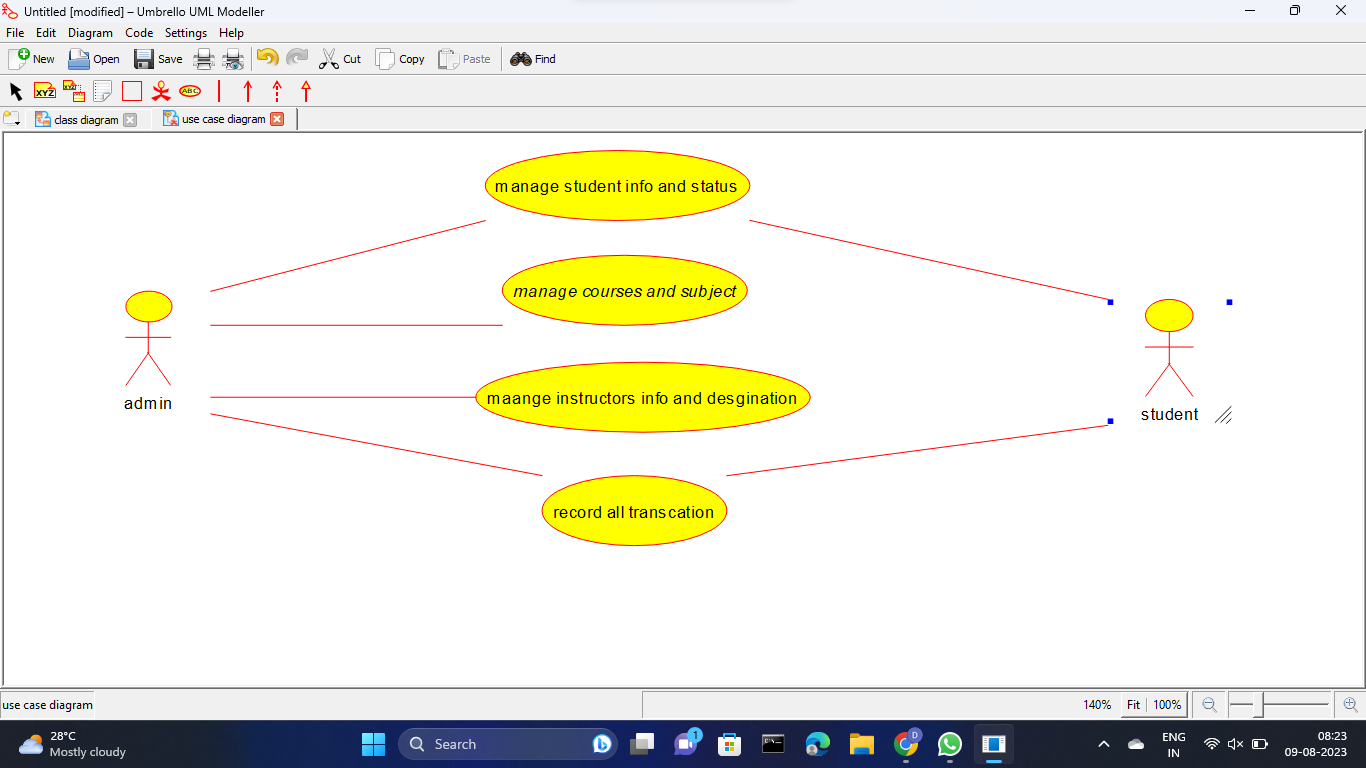 Untitled [modified] – Umbrello UML Modeller
File Edit Diagram Code Settings Help
New Open Save Cut Copy Paste Find
XYZ XYZ ABC
class diagram use case diagram
manage student info and status
manage courses and subject
maange instructors info and desgination
admin
student
record all transcation
use case diagram 140% Fit 100%
28°C
Mostly cloudy
Search
1
D
ENG
IN
08:23
09-08-2023